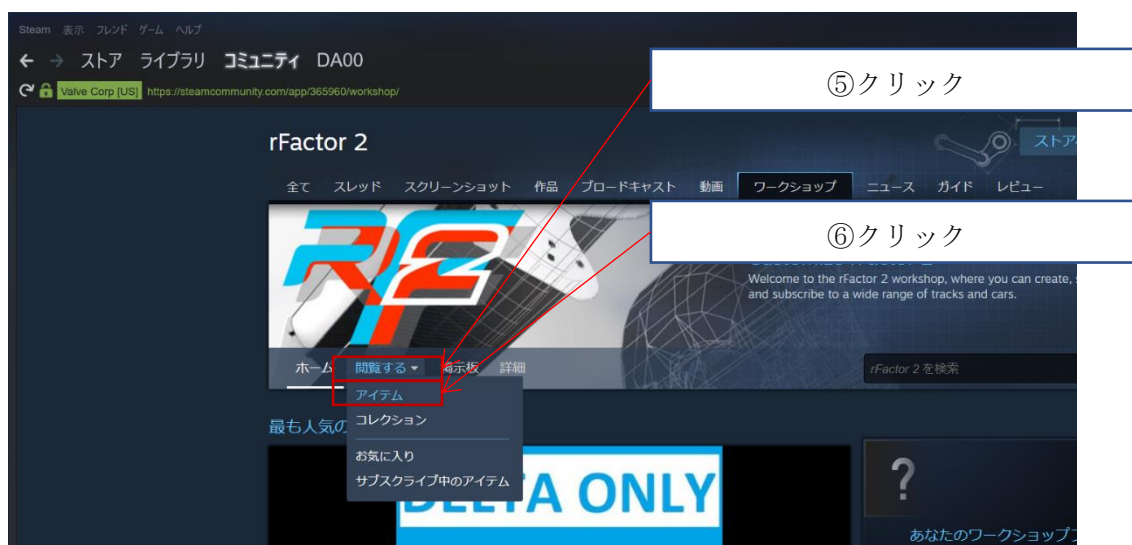 Steam 表示 フレンド ゲーム ヘルプ
ストア ライブラリ コミュニティ DA00
Valve Corp [US] https://steamcommunity.com/app/365960/workshop/
⑤クリック
rFactor 2
ストア
全て スレッド スクリーンショット 作品 ブロードキャスト 動画 ワークショップ ニュース ガイド レビュー
⑥クリック
RF2
Welcome to the rFactor 2 workshop, where you can create,
and subscribe to a wide range of tracks and cars.
ホーム 閲覧する 掲示板 詳細
rFactor 2 を検索
アイテム
コレクション
最も人気の
お気に入り
サブスクライブ中のアイテム
DELTA ONLY
?
あなたのワークショップ